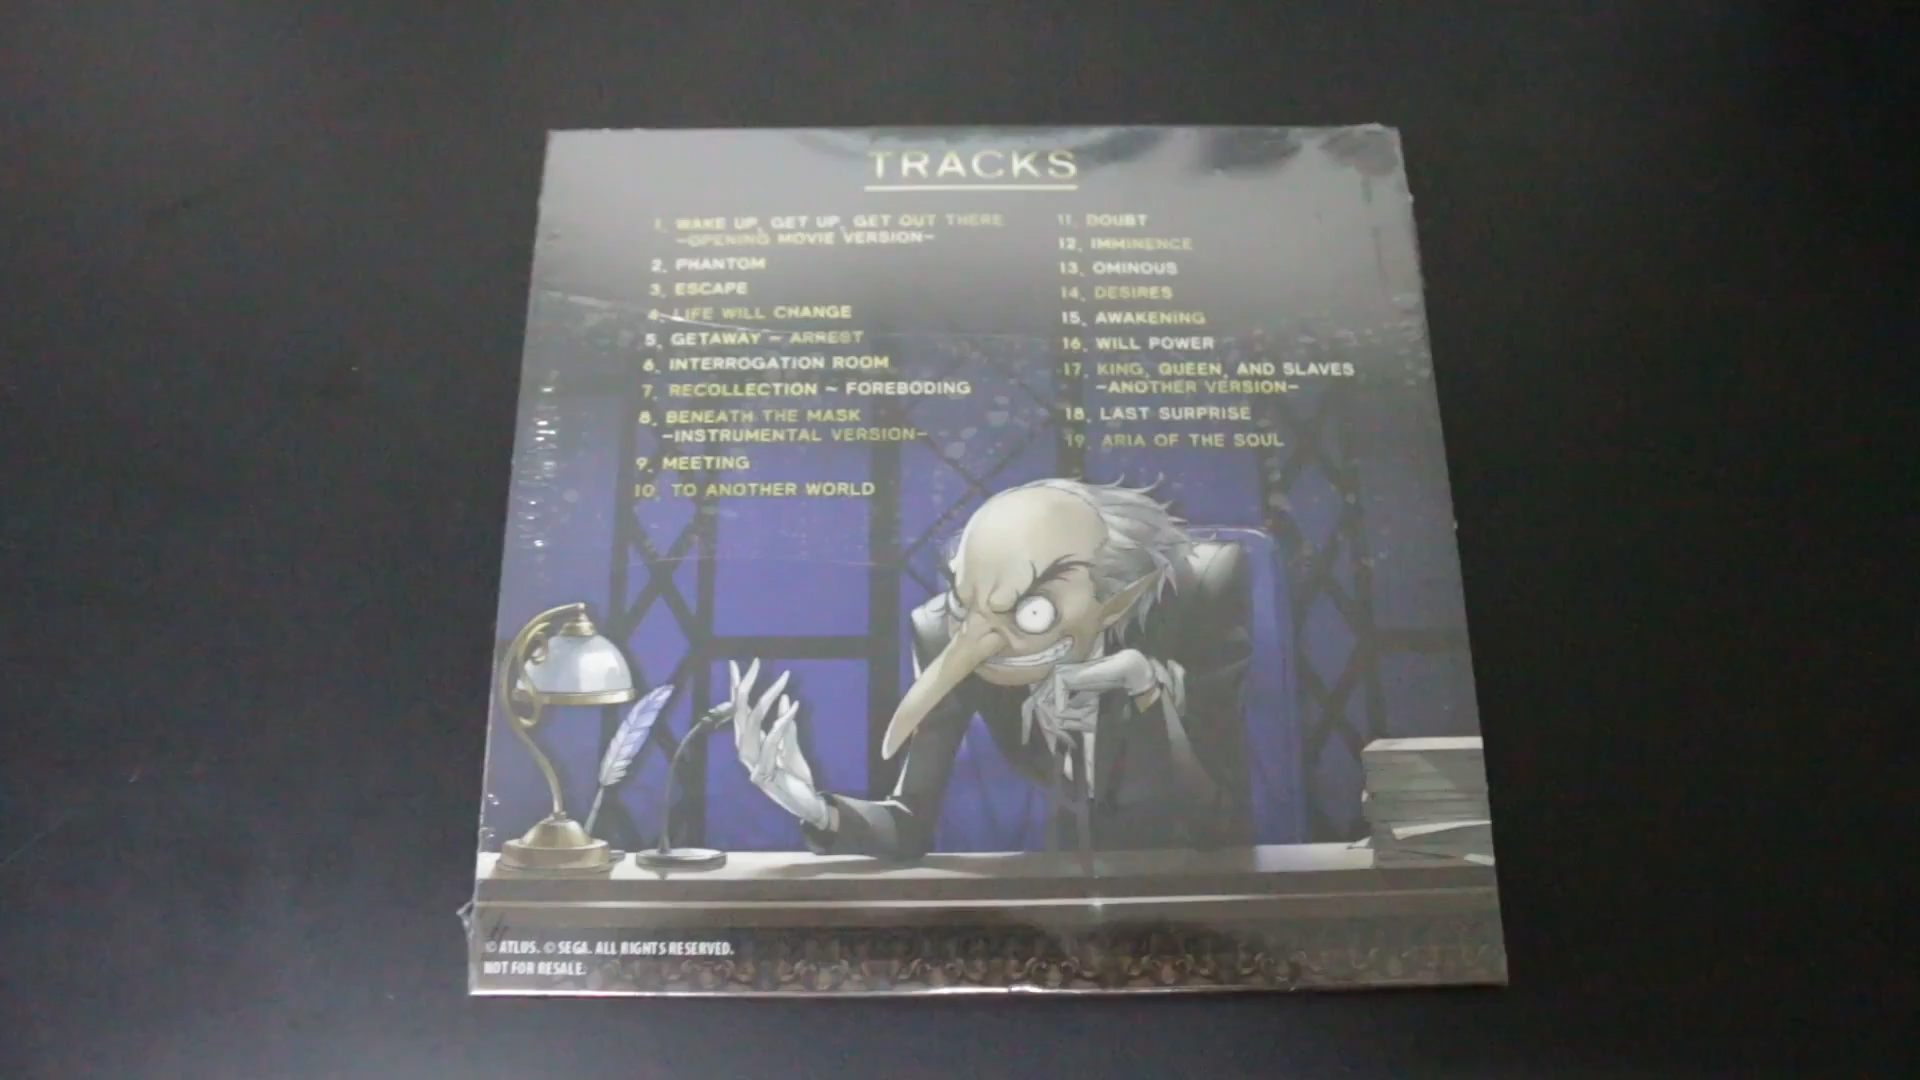 TRACKS
1. WAKE UP, GET UP, GET OUT THERE
-OPENING MOVIE VERSION-
2. PHANTOM
3. ESCAPE
4. LIFE WILL CHANGE
5. GETAWAY ~ ARREST
6. INTERROGATION ROOM
7. RECOLLECTION ~ FOREBODING
8. BENEATH THE MASK
-INSTRUMENTAL VERSION-
9. MEETING
10. TO ANOTHER WORLD
11. DOUBT
12. IMMINENCE
13. OMINOUS
14. DESIRES
15. AWAKENING
16. WILL POWER
17. KING, QUEEN, AND SLAVES
-ANOTHER VERSION-
18. LAST SURPRISE
19. ARIA OF THE SOUL
© ATLUS. © SEGA. ALL RIGHTS RESERVED.
NOT FOR RESALE.